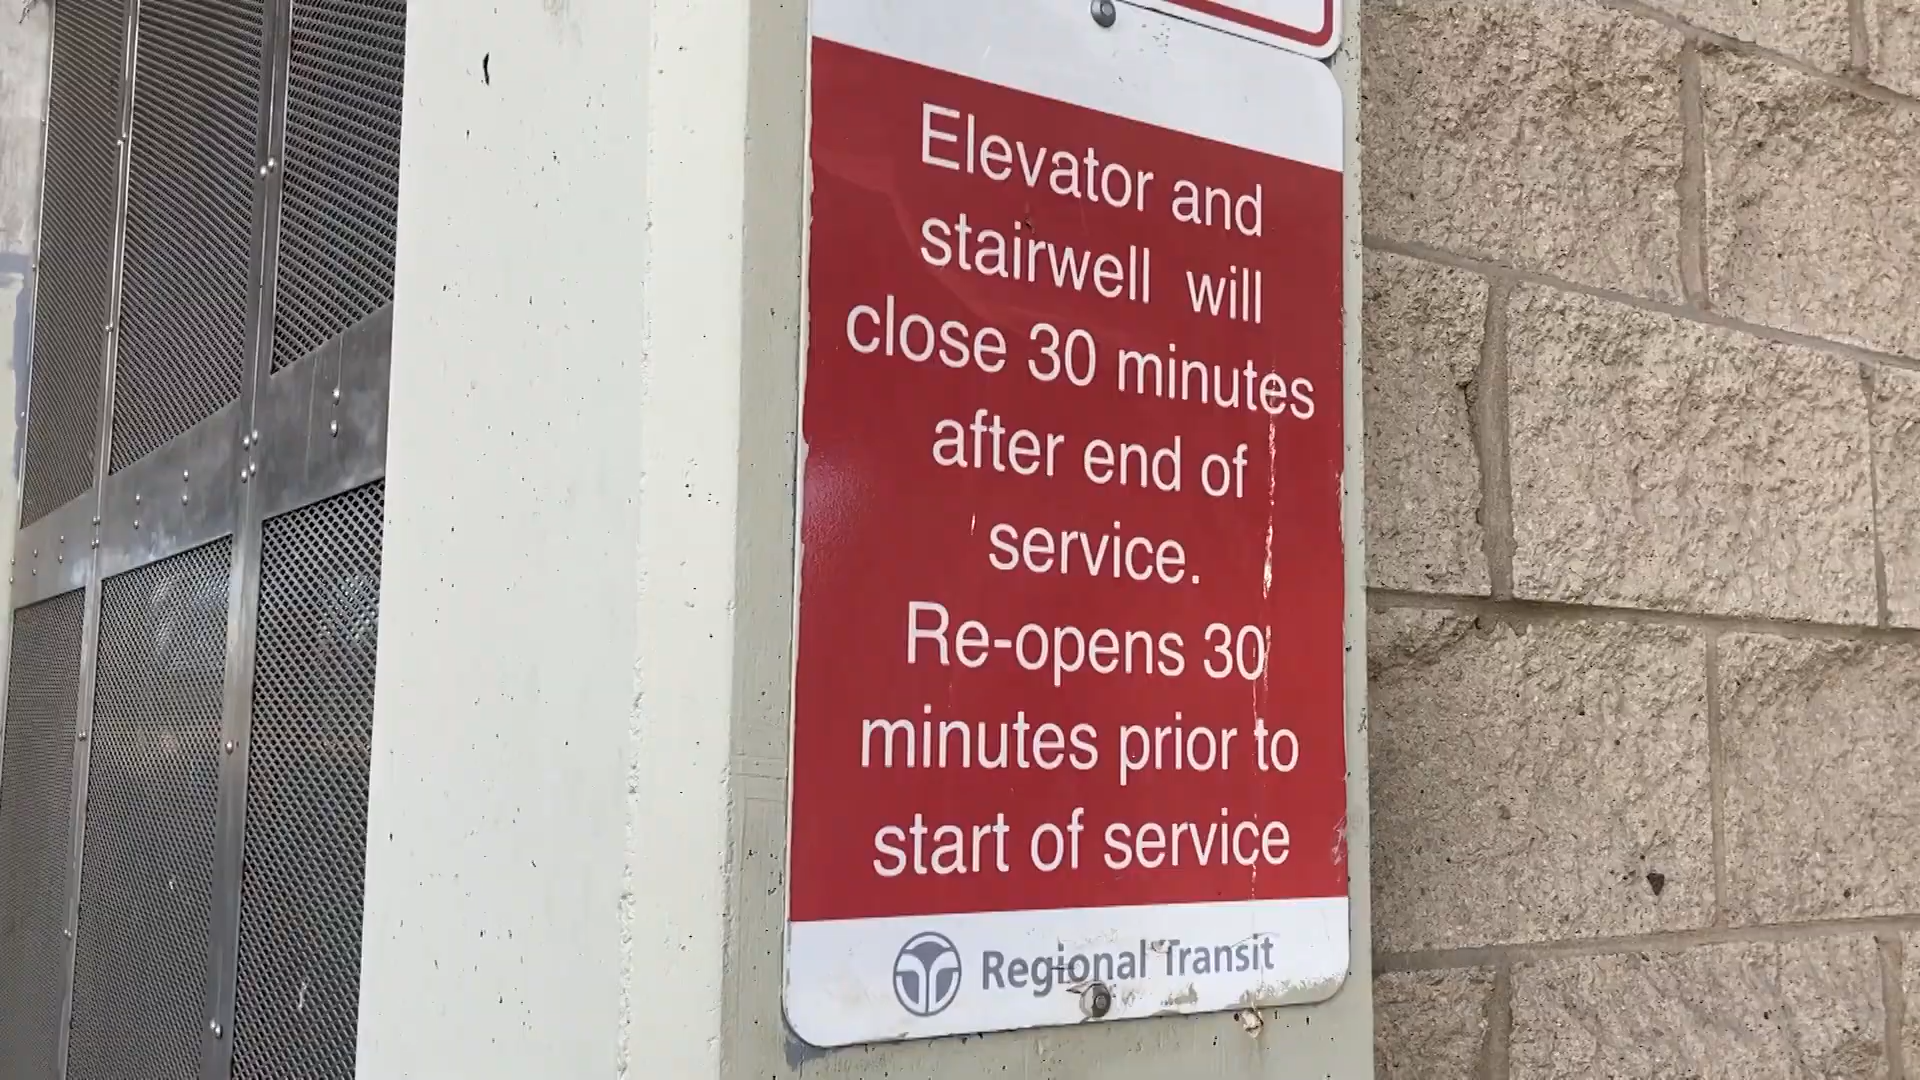 Elevator and
stairwell will
close 30 minutes
after end of
service.
Re-opens 30
minutes prior to
start of service
Regional Transit